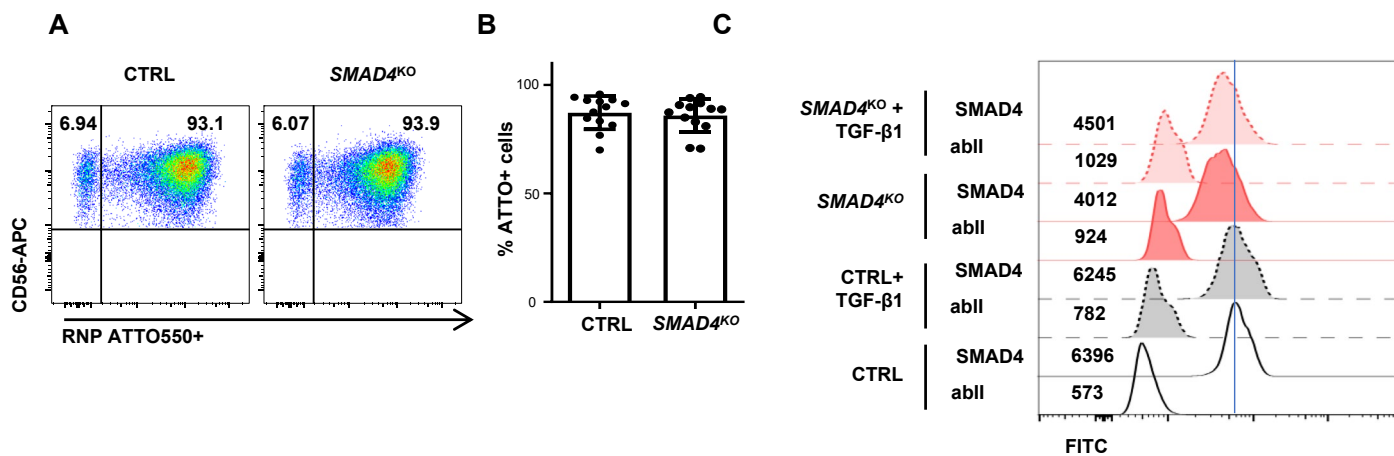 A
CTRL
SMAD4KO
6.94
93.1
6.07
93.9
CD56-APC
RNP ATTO550+
B
% ATTO+ cells
100
50
0
CTRL
SMAD4KO
C
SMAD4KO +
TGF-β1
SMAD4
4501
abII
1029
SMAD4KO
SMAD4
4012
abII
924
CTRL+
TGF-β1
SMAD4
6245
abII
782
CTRL
SMAD4
6396
abII
573
FITC